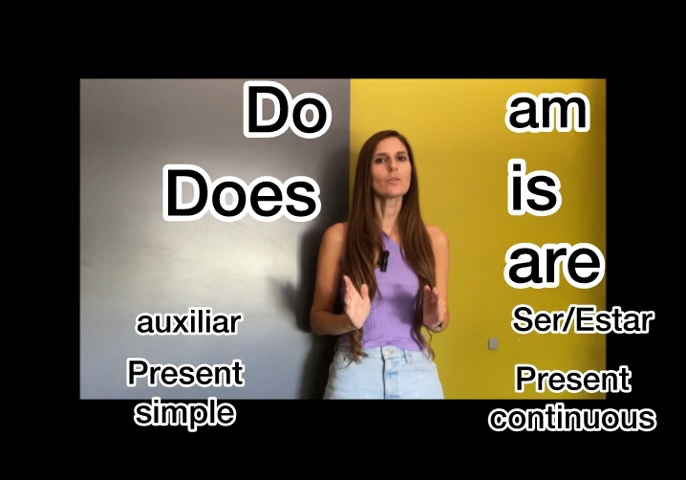 Do
Does
auxiliar
Present
simple
am
is
are
Ser/Estar
Present
continuous